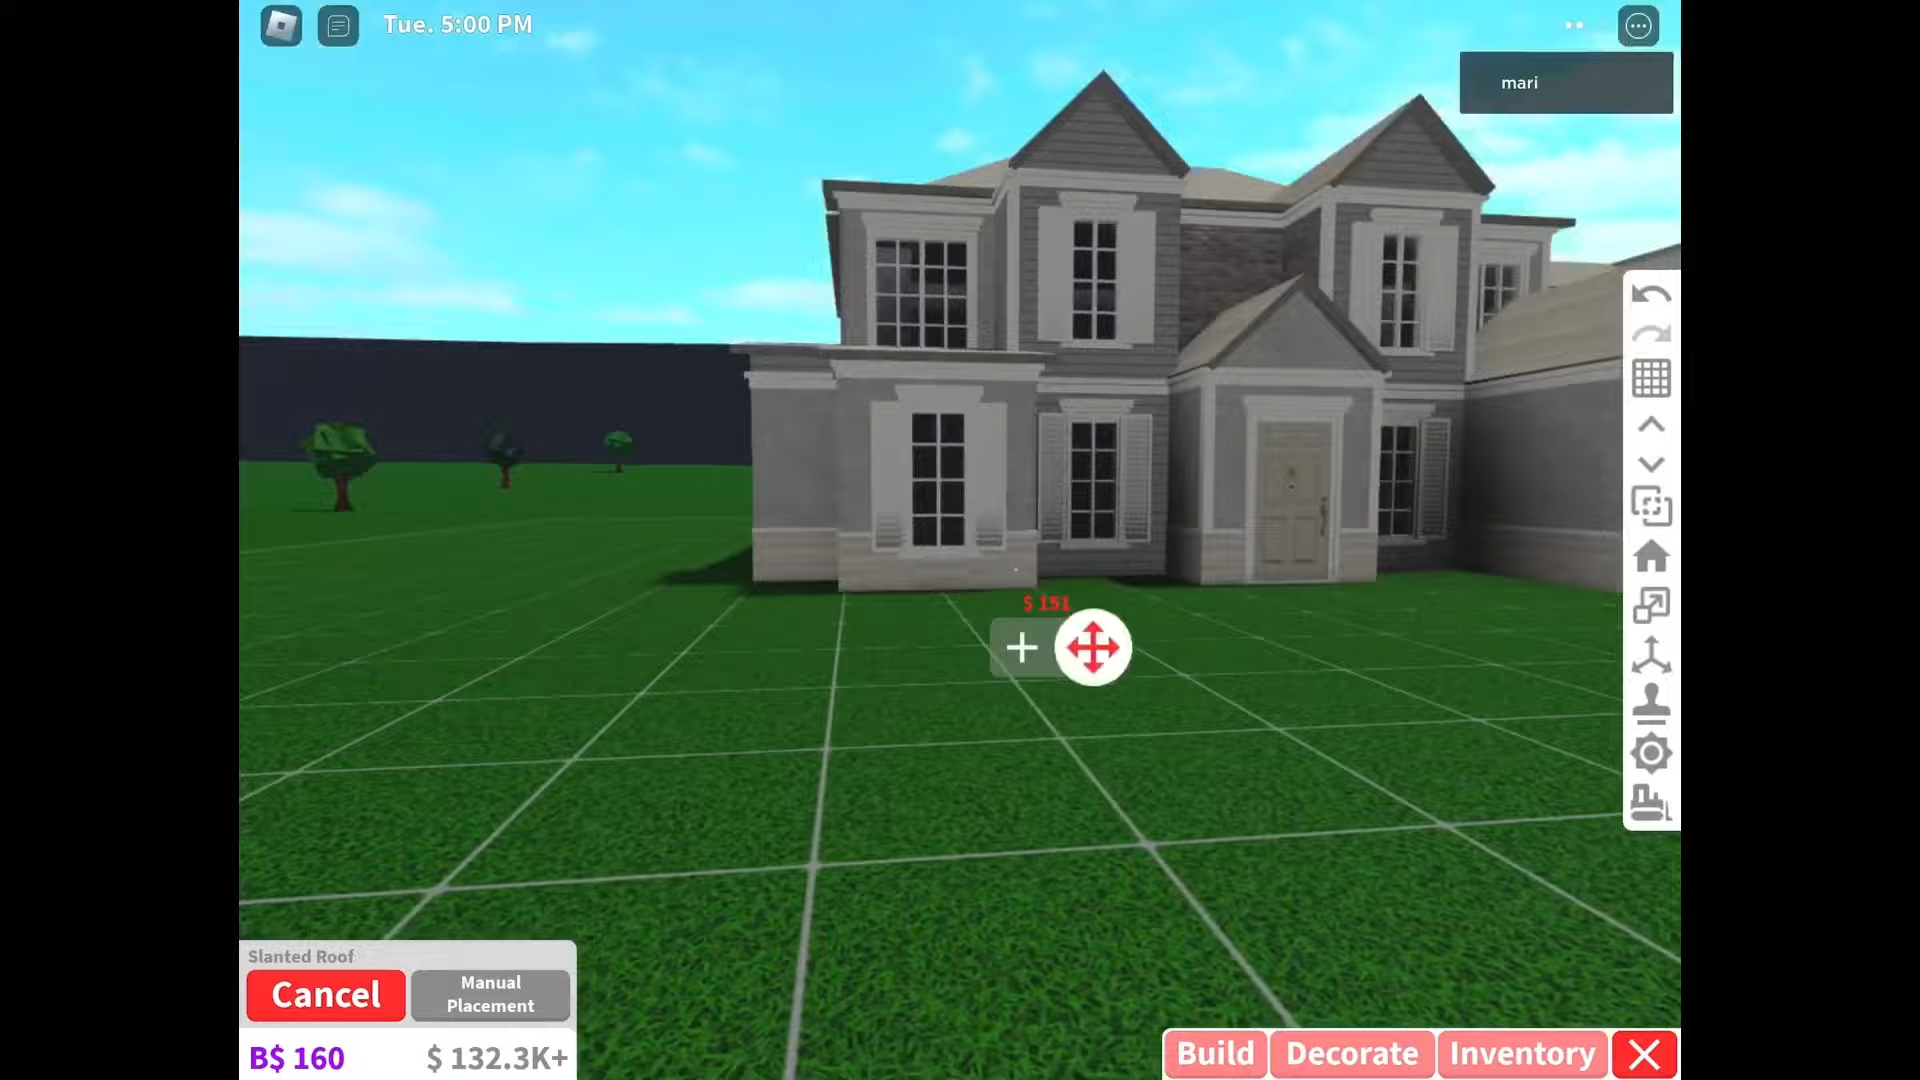 Tue. 5:00 PM
mari
$ 151
Slanted Roof
Cancel
Manual
Placement
B$ 160
$ 132.3K+
Build
Decorate
Inventory